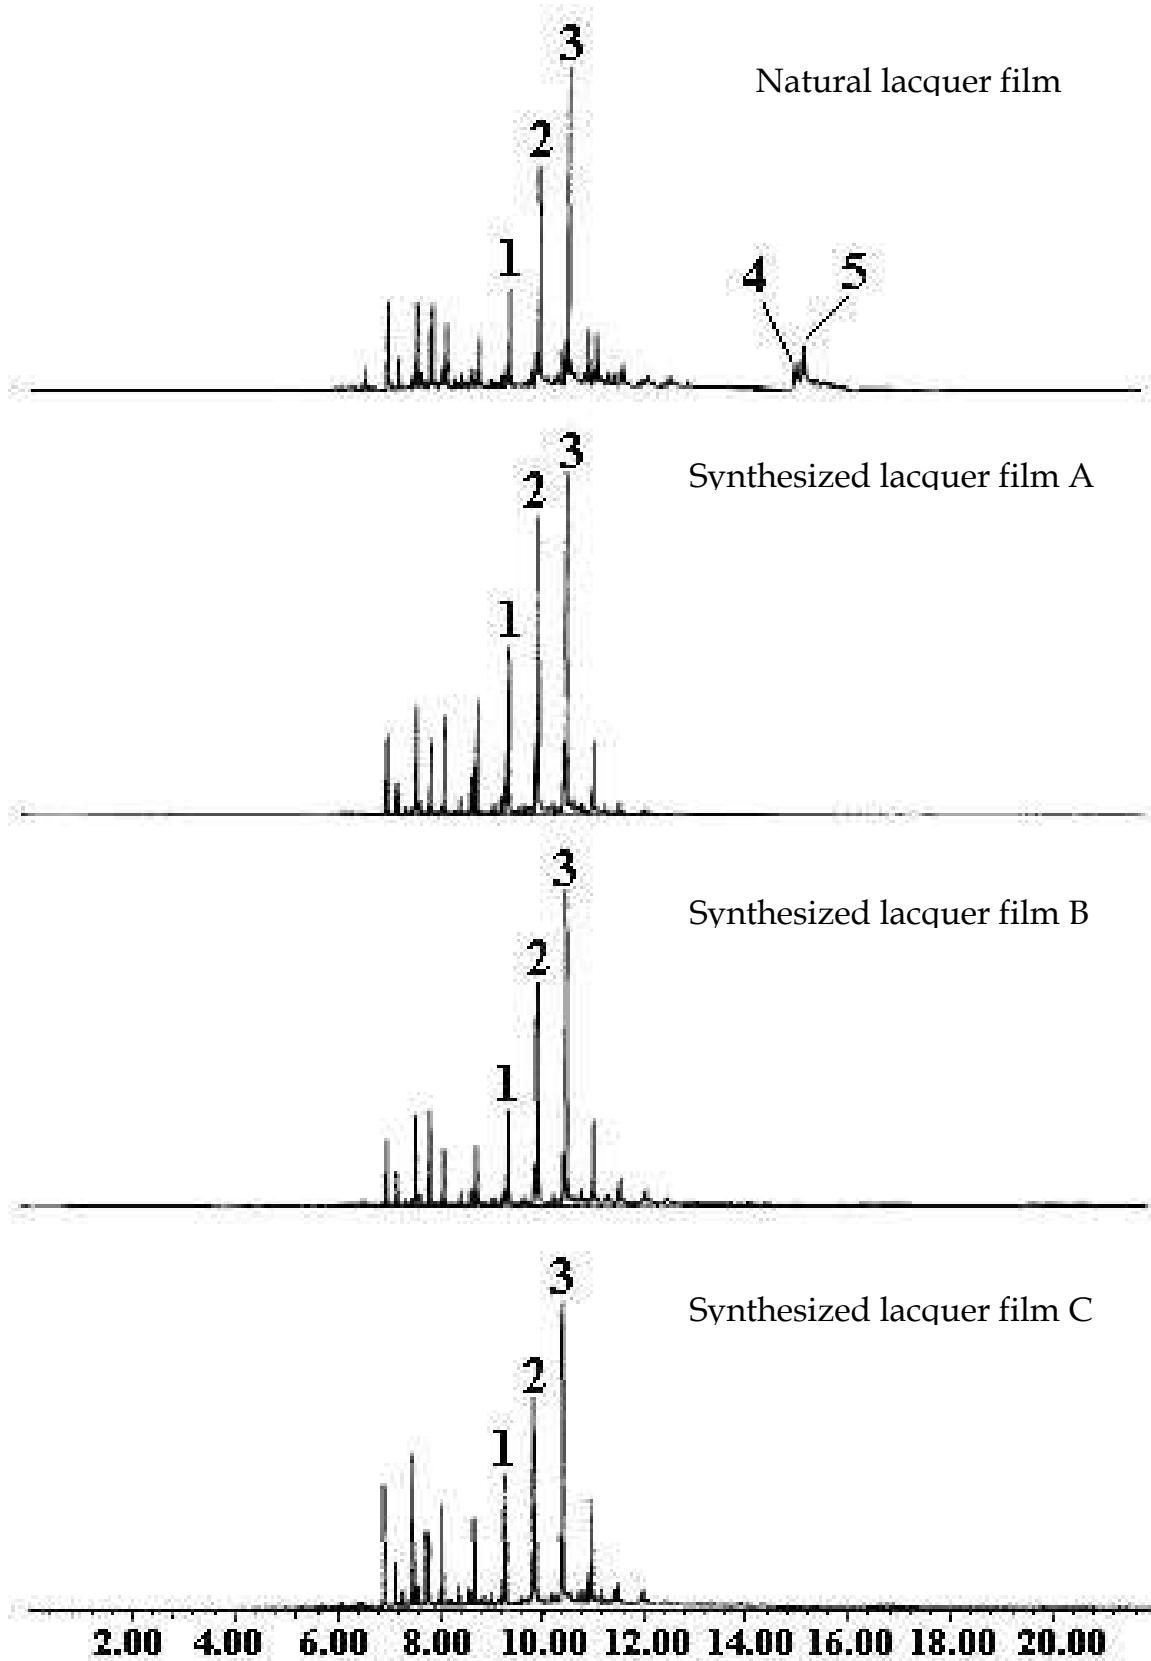 3
Natural lacquer film
2
1
4
5
3
Synthesized lacquer film A
2
1
3
Synthesized lacquer film B
2
1
3
Synthesized lacquer film C
2
1
2.00 4.00 6.00 8.00 10.00 12.00 14.00 16.00 18.00 20.00